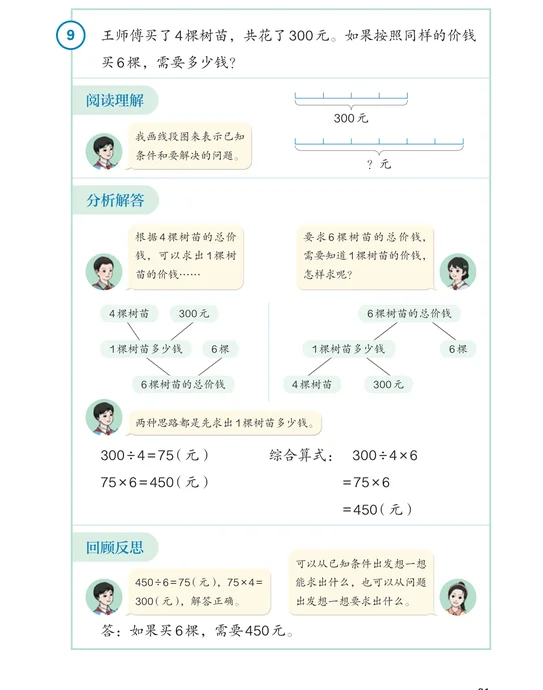 9 王师傅买了4棵树苗，共花了300元。如果按照同样的价钱
买6棵，需要多少钱？
阅读理解
我画线段图来表示已知
条件和要解决的问题。
300元
？元
分析解答
根据4棵树苗的总价
钱，可以求出1棵树
苗的价钱……
要求6棵树苗的总价钱，
需要知道1棵树苗的价钱，
怎样求呢？
4棵树苗 300元
1棵树苗多少钱 6棵
6棵树苗的总价钱
6棵树苗的总价钱
1棵树苗多少钱 6棵
4棵树苗 300元
两种思路都是先求出1棵树苗多少钱。
300÷4=75（元）
75×6=450（元）
综合算式： 300÷4×6
=75×6
=450（元）
回顾反思
450÷6=75（元），75×4=
300（元），解答正确。
可以从已知条件出发想一想
能求出什么，也可以从问题
出发想一想要求出什么。
答：如果买6棵，需要450元。